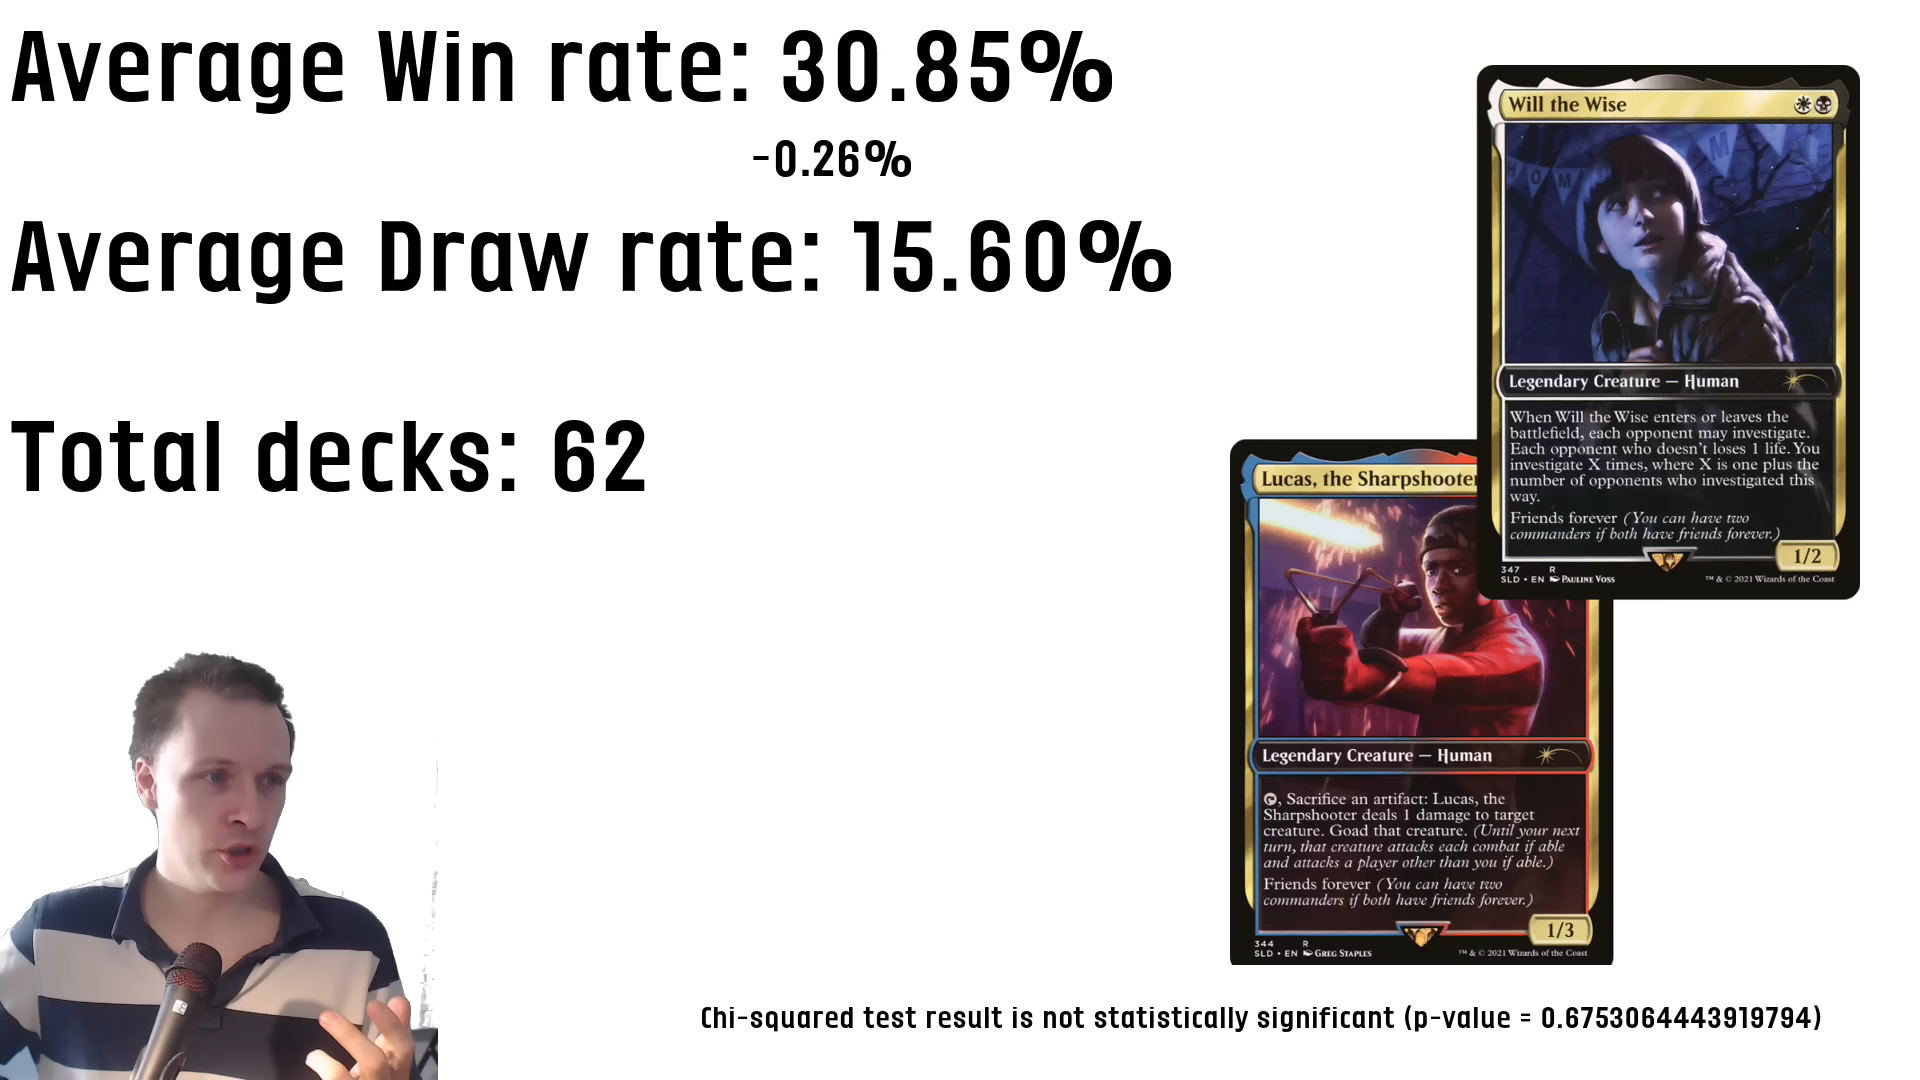 Average Win rate: 30.85%
-0.26%
Average Draw rate: 15.60%
Total decks: 62
Will the Wise
HOM
M
Legendary Creature — Human
When Will the Wise enters or leaves the
battlefield, each opponent may investigate.
Each opponent who doesn't loses 1 life. You
investigate X times, where X is one plus the
number of opponents who investigated this
way.
Friends forever (You can have two
commanders if both have friends forever.)
1/2
347 R
SLD • EN Pauline Voss
™ & © 2021 Wizards of the Coast
Lucas, the Sharpshooter
Legendary Creature — Human
, Sacrifice an artifact: Lucas, the
Sharpshooter deals 1 damage to target
creature. Goad that creature. (Until your next
turn, that creature attacks each combat if able
and attacks a player other than you if able.)
Friends forever (You can have two
commanders if both have friends forever.)
1/3
344 R
SLD • EN Greg Staples
™ & © 2021 Wizards of the Coast
Chi-squared test result is not statistically significant (p-value = 0.6753064443919794)